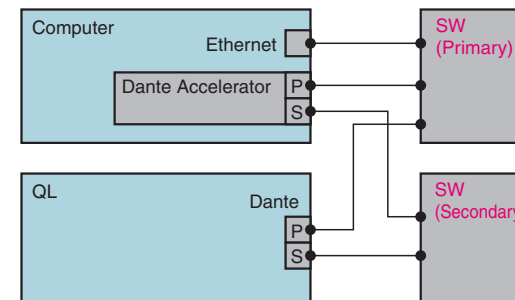 Computer
Ethernet
Dante Accelerator
P
S
SW
(Primary)
QL
Dante
P
S
SW
(Secondary